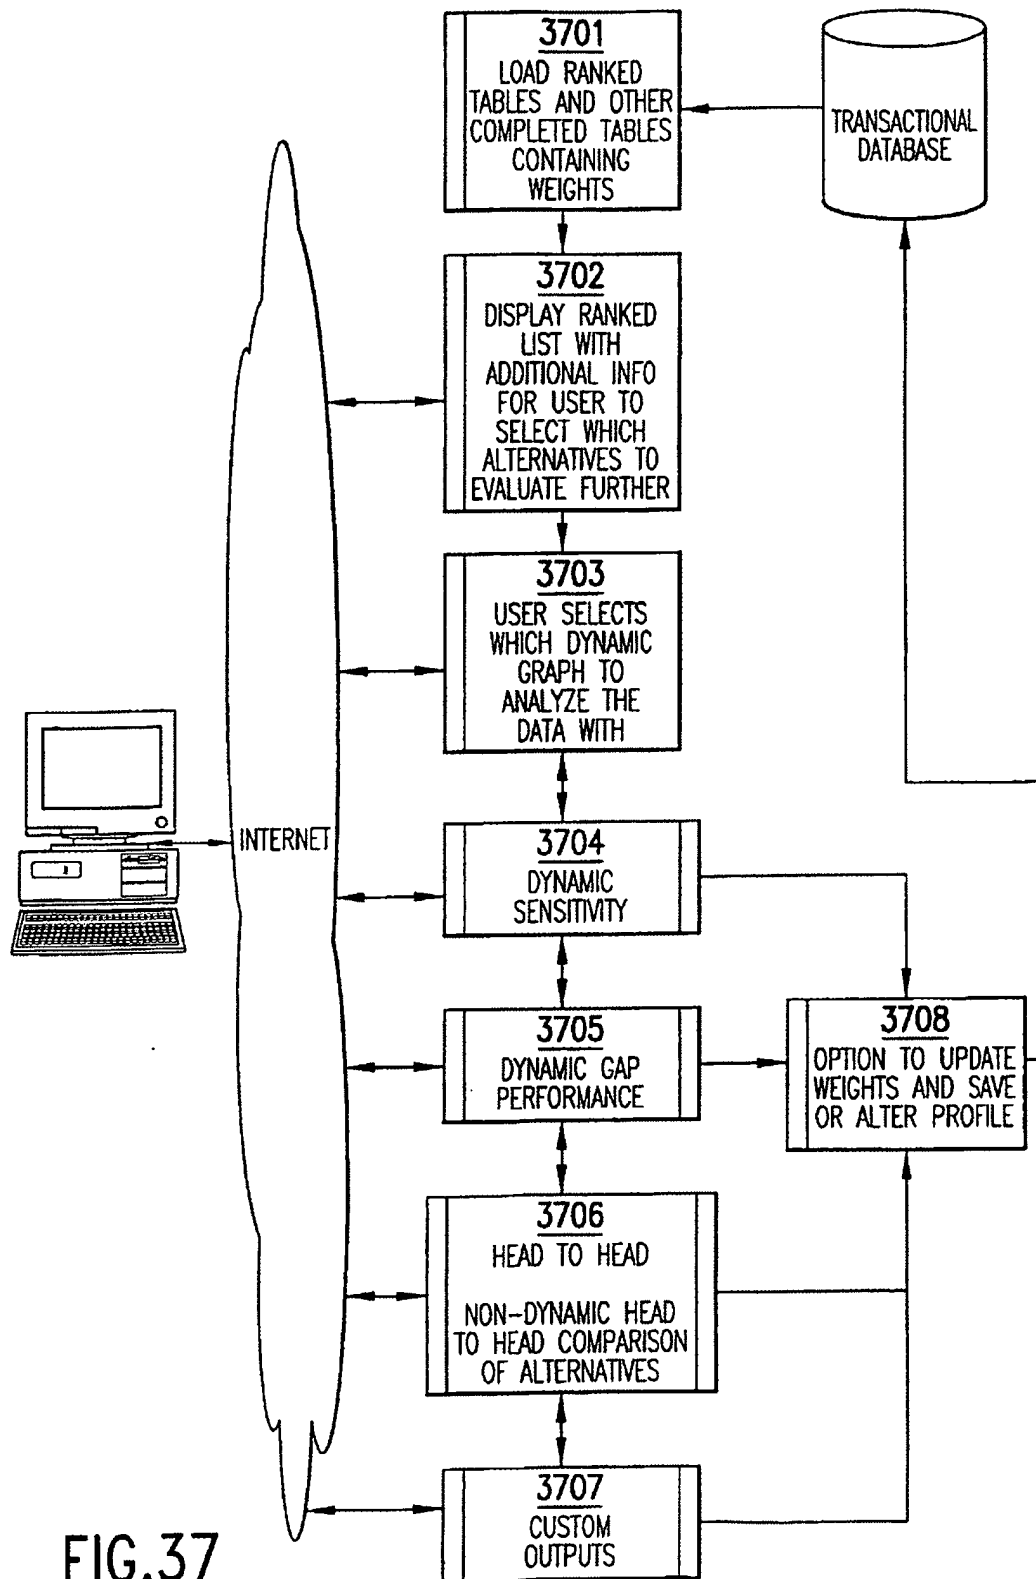 3701
LOAD RANKED
TABLES AND OTHER
COMPLETED TABLES
CONTAINING
WEIGHTS
TRANSACTIONAL
DATABASE
3702
DISPLAY RANKED
LIST WITH
ADDITIONAL INFO
FOR USER TO
SELECT WHICH
ALTERNATIVES TO
EVALUATE FURTHER
3703
USER SELECTS
WHICH DYNAMIC
GRAPH TO
ANALYZE THE
DATA WITH
INTERNET
3704
DYNAMIC
SENSITIVITY
3705
DYNAMIC GAP
PERFORMANCE
3708
OPTION TO UPDATE
WEIGHTS AND SAVE
OR ALTER PROFILE
3706
HEAD TO HEAD
NON-DYNAMIC HEAD
TO HEAD COMPARISON
OF ALTERNATIVES
3707
CUSTOM
OUTPUTS
FIG.37